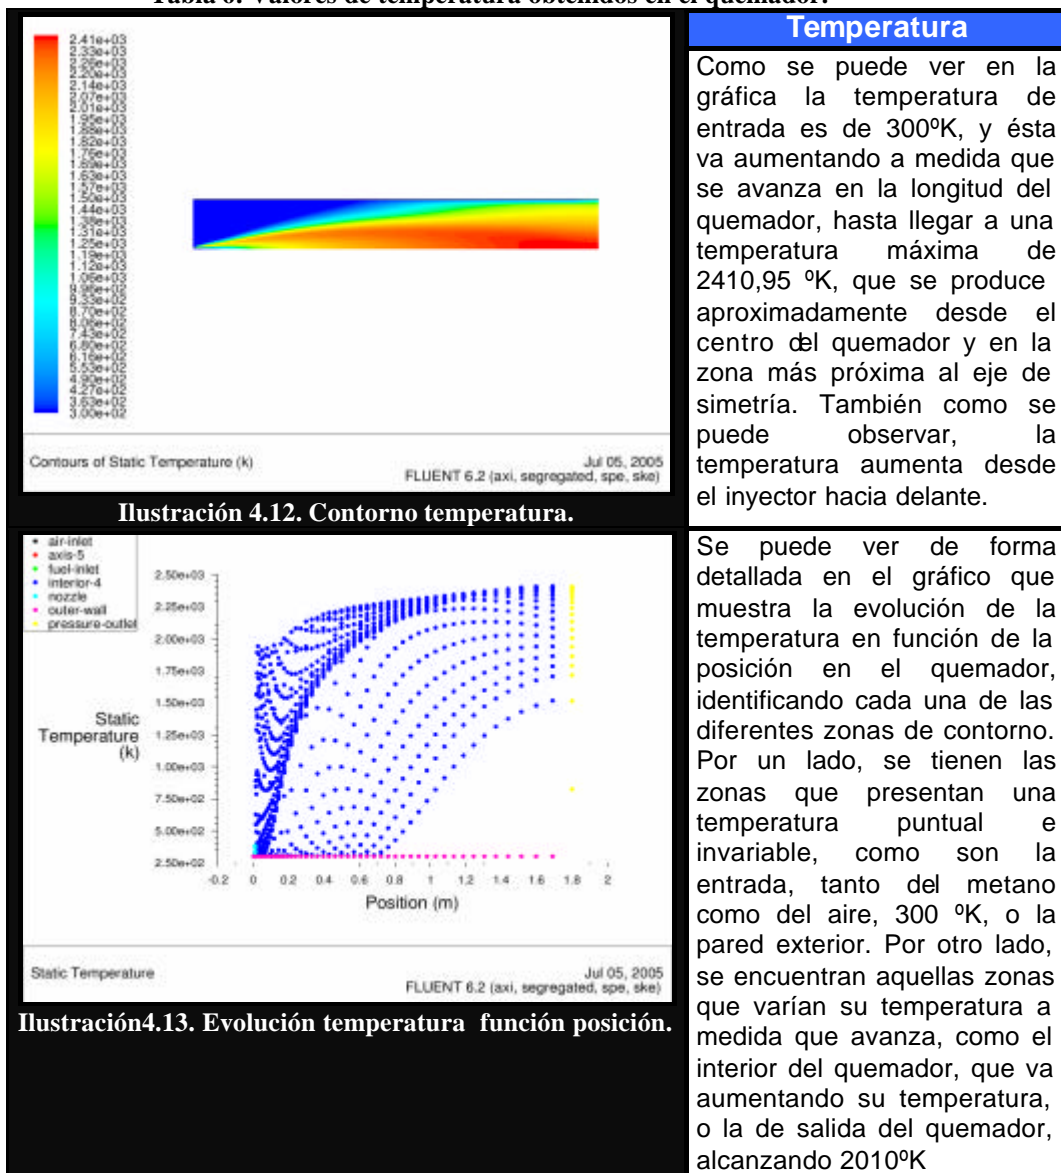 Tabla 6. Valores de temperatura obtenidos en el quemador.
2.41e+03
2.33e+03
2.26e+03
2.20e+03
2.14e+03
2.07e+03
2.01e+03
1.95e+03
1.88e+03
1.82e+03
1.76e+03
1.69e+03
1.63e+03
1.57e+03
1.50e+03
1.44e+03
1.38e+03
1.31e+03
1.25e+03
1.19e+03
1.12e+03
1.06e+03
9.96e+02
9.33e+02
8.70e+02
8.06e+02
7.43e+02
6.80e+02
6.16e+02
5.53e+02
4.90e+02
4.27e+02
3.63e+02
3.00e+02
Contours of Static Temperature (k)
Jul 05, 2005
FLUENT 6.2 (axi, segregated, spe, ske)
Ilustración 4.12. Contorno temperatura.
Temperatura
Como se puede ver en la
gráfica la temperatura de
entrada es de 300ºK, y ésta
va aumentando a medida que
se avanza en la longitud del
quemador, hasta llegar a una
temperatura máxima de
2410,95 ºK, que se produce
aproximadamente desde el
centro del quemador y en la
zona más próxima al eje de
simetría. También como se
puede observar, la
temperatura aumenta desde
el inyector hacia delante.
air-inlet
axis-5
fuel-inlet
interior-4
nozzle
outer-wall
pressure-outlet
2.50e+03
2.25e+03
2.00e+03
1.75e+03
1.50e+03
1.25e+03
1.00e+03
7.50e+02
5.00e+02
2.50e+02
Static
Temperature
(k)
-0.2 0 0.2 0.4 0.6 0.8 1 1.2 1.4 1.6 1.8 2
Position (m)
Static Temperature
Jul 05, 2005
FLUENT 6.2 (axi, segregated, spe, ske)
Ilustración4.13. Evolución temperatura función posición.
Se puede ver de forma
detallada en el gráfico que
muestra la evolución de la
temperatura en función de la
posición en el quemador,
identificando cada una de las
diferentes zonas de contorno.
Por un lado, se tienen las
zonas que presentan una
temperatura puntual e
invariable, como son la
entrada, tanto del metano
como del aire, 300 ºK, o la
pared exterior. Por otro lado,
se encuentran aquellas zonas
que varían su temperatura a
medida que avanza, como el
interior del quemador, que va
aumentando su temperatura,
o la de salida del quemador,
alcanzando 2010ºK